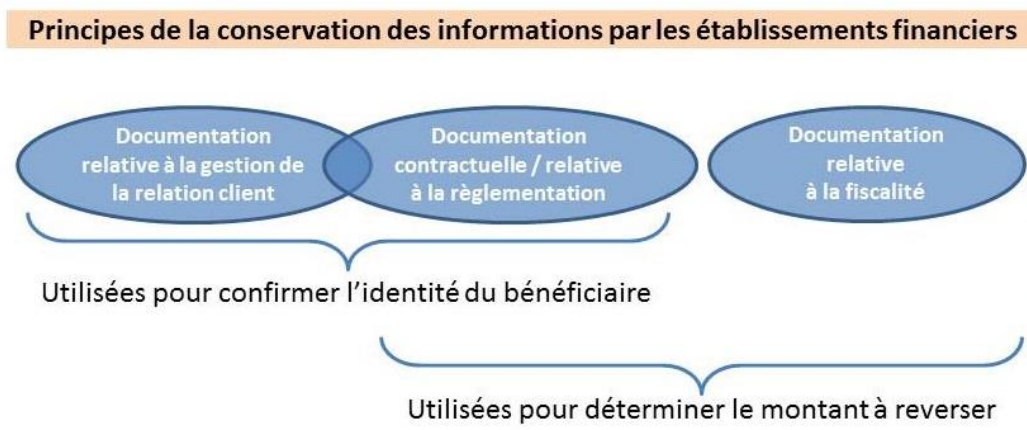 Principes de la conservation des informations par les établissements financiers
Documentation
relative à la gestion de
la relation client
Documentation
contractuelle / relative
à la règlementation
Documentation
relative
à la fiscalité
Utilisées pour confirmer l’identité du bénéficiaire
Utilisées pour déterminer le montant à reverser